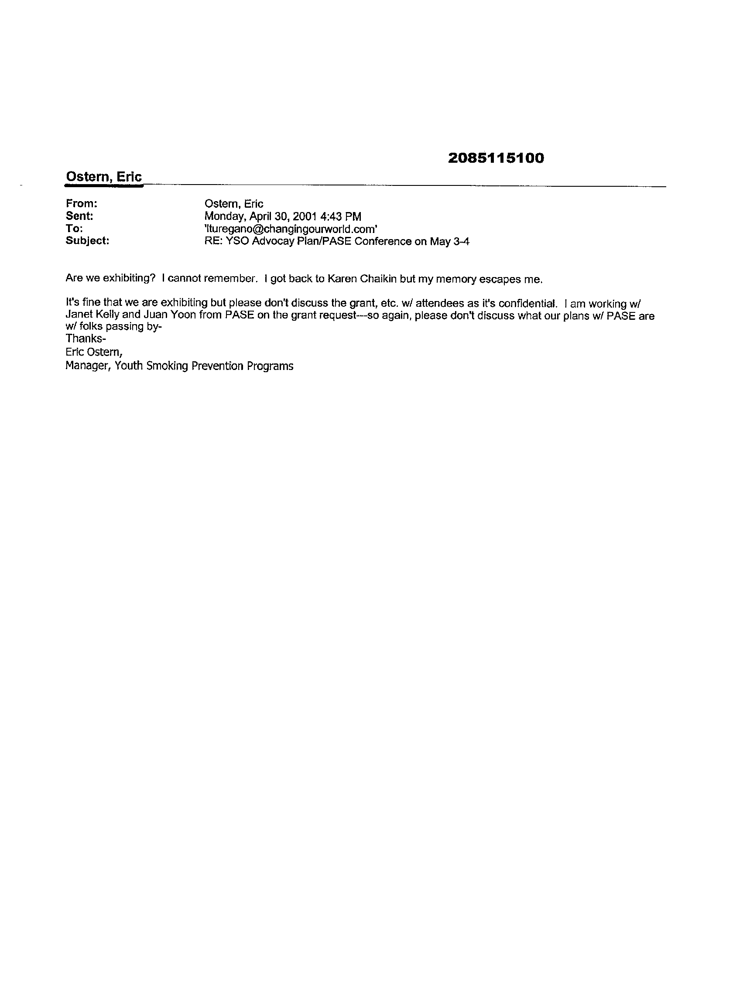 2085115100
Ostern, Eric
From: Ostern, Eric
Sent: Monday, April 30, 2001 4:43 PM
To: 'lturegano@changingourworld.com'
Subject: RE: YSO Advocay Plan/PASE Conference on May 3-4
Are we exhibiting? I cannot remember. I got back to Karen Chaikin but my memory escapes me.
It's fine that we are exhibiting but please don't discuss the grant, etc. w/ attendees as it's confidential. I am working w/
Janet Kelly and Juan Yoon from PASE on the grant request---so again, please don't discuss what our plans w/ PASE are
w/ folks passing by-
Thanks-
Eric Ostern,
Manager, Youth Smoking Prevention Programs